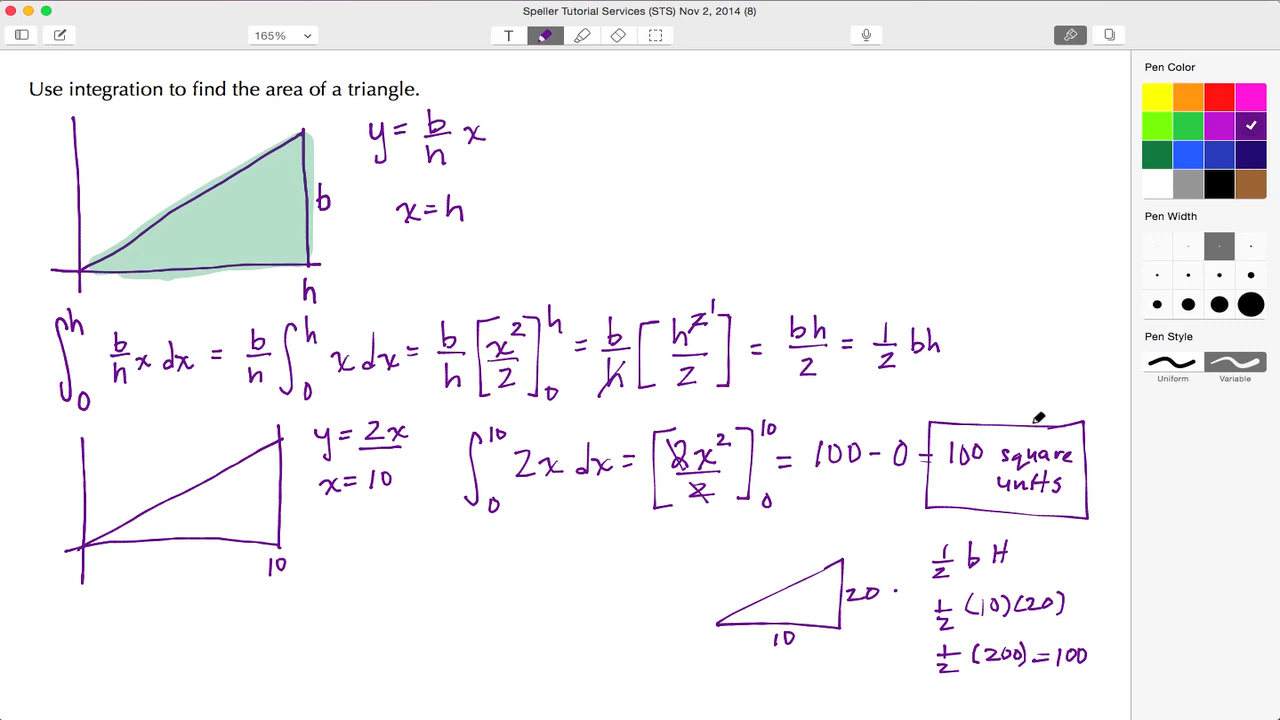 Speller Tutorial Services (STS) Nov 2, 2014 (8)
165%
T
Use integration to find the area of a triangle.
y = b/h x
x = h
b
h
∫₀ʰ b/h x dx = b/h ∫₀ʰ x dx = b/h [x²/2]₀ʰ = b/h [h²¹/2] = bh/2 = 1/2 bh
y = 2x
x = 10
10
∫₀¹⁰ 2x dx = [2x²/2]₀¹⁰ = 100 - 0 = 100 square units
20
10
1/2 b H
1/2 (10)(20)
1/2 (200) = 100
Pen Color
Pen Width
Pen Style
Uniform
Variable